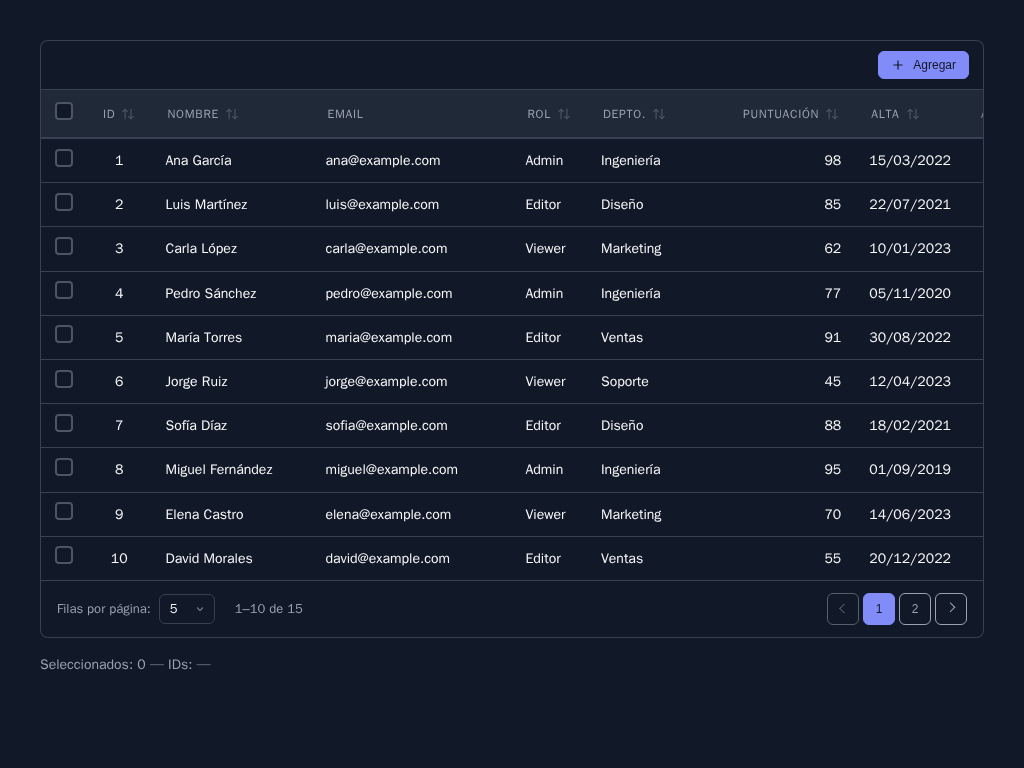 Agregar
ID NOMBRE EMAIL ROL DEPTO. PUNTUACIÓN ALTA
1 Ana García ana@example.com Admin Ingeniería 98 15/03/2022
2 Luis Martínez luis@example.com Editor Diseño 85 22/07/2021
3 Carla López carla@example.com Viewer Marketing 62 10/01/2023
4 Pedro Sánchez pedro@example.com Admin Ingeniería 77 05/11/2020
5 María Torres maria@example.com Editor Ventas 91 30/08/2022
6 Jorge Ruiz jorge@example.com Viewer Soporte 45 12/04/2023
7 Sofía Díaz sofia@example.com Editor Diseño 88 18/02/2021
8 Miguel Fernández miguel@example.com Admin Ingeniería 95 01/09/2019
9 Elena Castro elena@example.com Viewer Marketing 70 14/06/2023
10 David Morales david@example.com Editor Ventas 55 20/12/2022
Filas por página: 5 1–10 de 15 1 2
Seleccionados: 0 — IDs: —